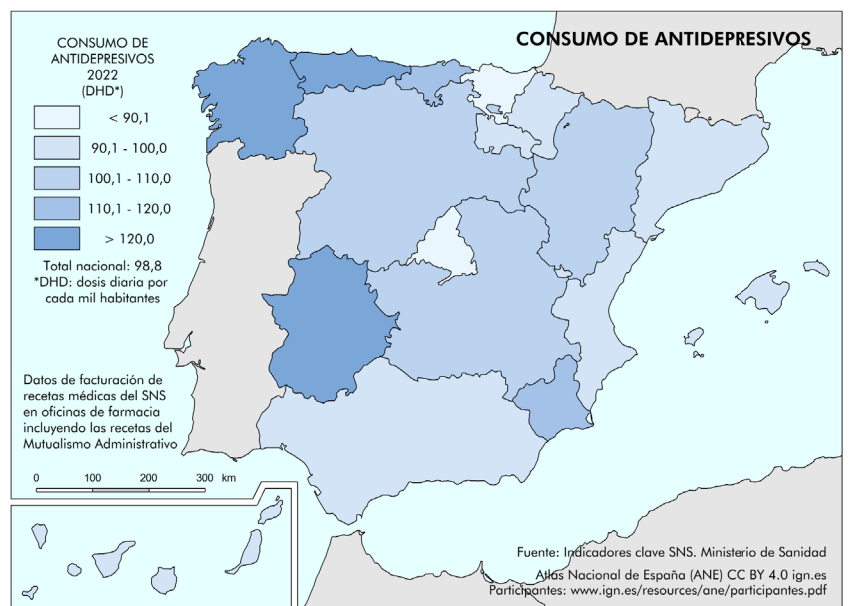 CONSUMO DE ANTIDEPRESIVOS
CONSUMO DE
ANTIDEPRESIVOS
2022
(DHD*)
< 90,1
90,1 - 100,0
100,1 - 110,0
110,1 - 120,0
> 120,0
Total nacional: 98,8
*DHD: dosis diaria por
cada mil habitantes
Datos de facturación de
recetas médicas del SNS
en oficinas de farmacia
incluyendo las recetas del
Mutualismo Administrativo
0 100 200 300 km
Fuente: Indicadores clave SNS. Ministerio de Sanidad
Atlas Nacional de España (ANE) CC BY 4.0 ign.es
Participantes: www.ign.es/resources/ane/participantes.pdf